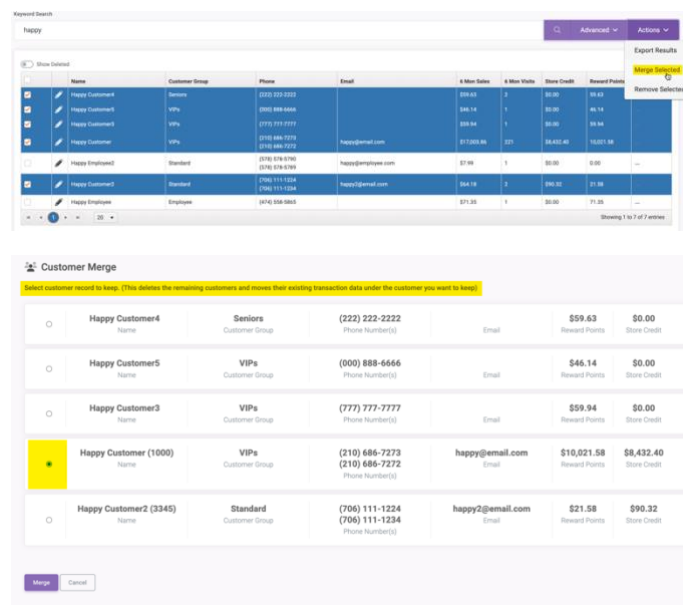 Keyword Search
happy
Advanced
Actions
Export Results
Merge Selected
Remove Selected
Show Deleted
Name Customer Group Phone Email 6 Mon Sales 6 Mon Visits Store Credit Reward Points
Happy Customer4 Seniors (222) 222-2222 $59.63 2 $0.00 59.63
Happy Customer5 VIPs (000) 888-6666 $46.14 1 $0.00 46.14
Happy Customer3 VIPs (777) 777-7777 $59.94 1 $0.00 59.94
Happy Customer VIPs (210) 686-7273 happy@email.com $17,005.86 221 $8,432.40 10,021.58
(210) 686-7272
Happy Employee2 Standard (578) 578-5790 happy@employee.com $7.99 1 $0.00 0.00 ...
(578) 578-5789
Happy Customer2 Standard (706) 111-1224 happy2@email.com $64.18 2 $90.32 21.58
(706) 111-1234
Happy Employee Employee (474) 558-5865 $71.35 1 $0.00 71.35 ...
1 20 Showing 1 to 7 of 7 entries
Customer Merge
Select customer record to keep. (This deletes the remaining customers and moves their existing transaction data under the customer you want to keep)
Happy Customer4 Seniors (222) 222-2222 $59.63 $0.00
Name Customer Group Phone Number(s) Email Reward Points Store Credit
Happy Customer5 VIPs (000) 888-6666 $46.14 $0.00
Name Customer Group Phone Number(s) Email Reward Points Store Credit
Happy Customer3 VIPs (777) 777-7777 $59.94 $0.00
Name Customer Group Phone Number(s) Email Reward Points Store Credit
Happy Customer (1000) VIPs (210) 686-7273 happy@email.com $10,021.58 $8,432.40
Name Customer Group (210) 686-7272 Email Reward Points Store Credit
Phone Number(s)
Happy Customer2 (3345) Standard (706) 111-1224 happy2@email.com $21.58 $90.32
Name Customer Group (706) 111-1234 Email Reward Points Store Credit
Phone Number(s)
Merge Cancel